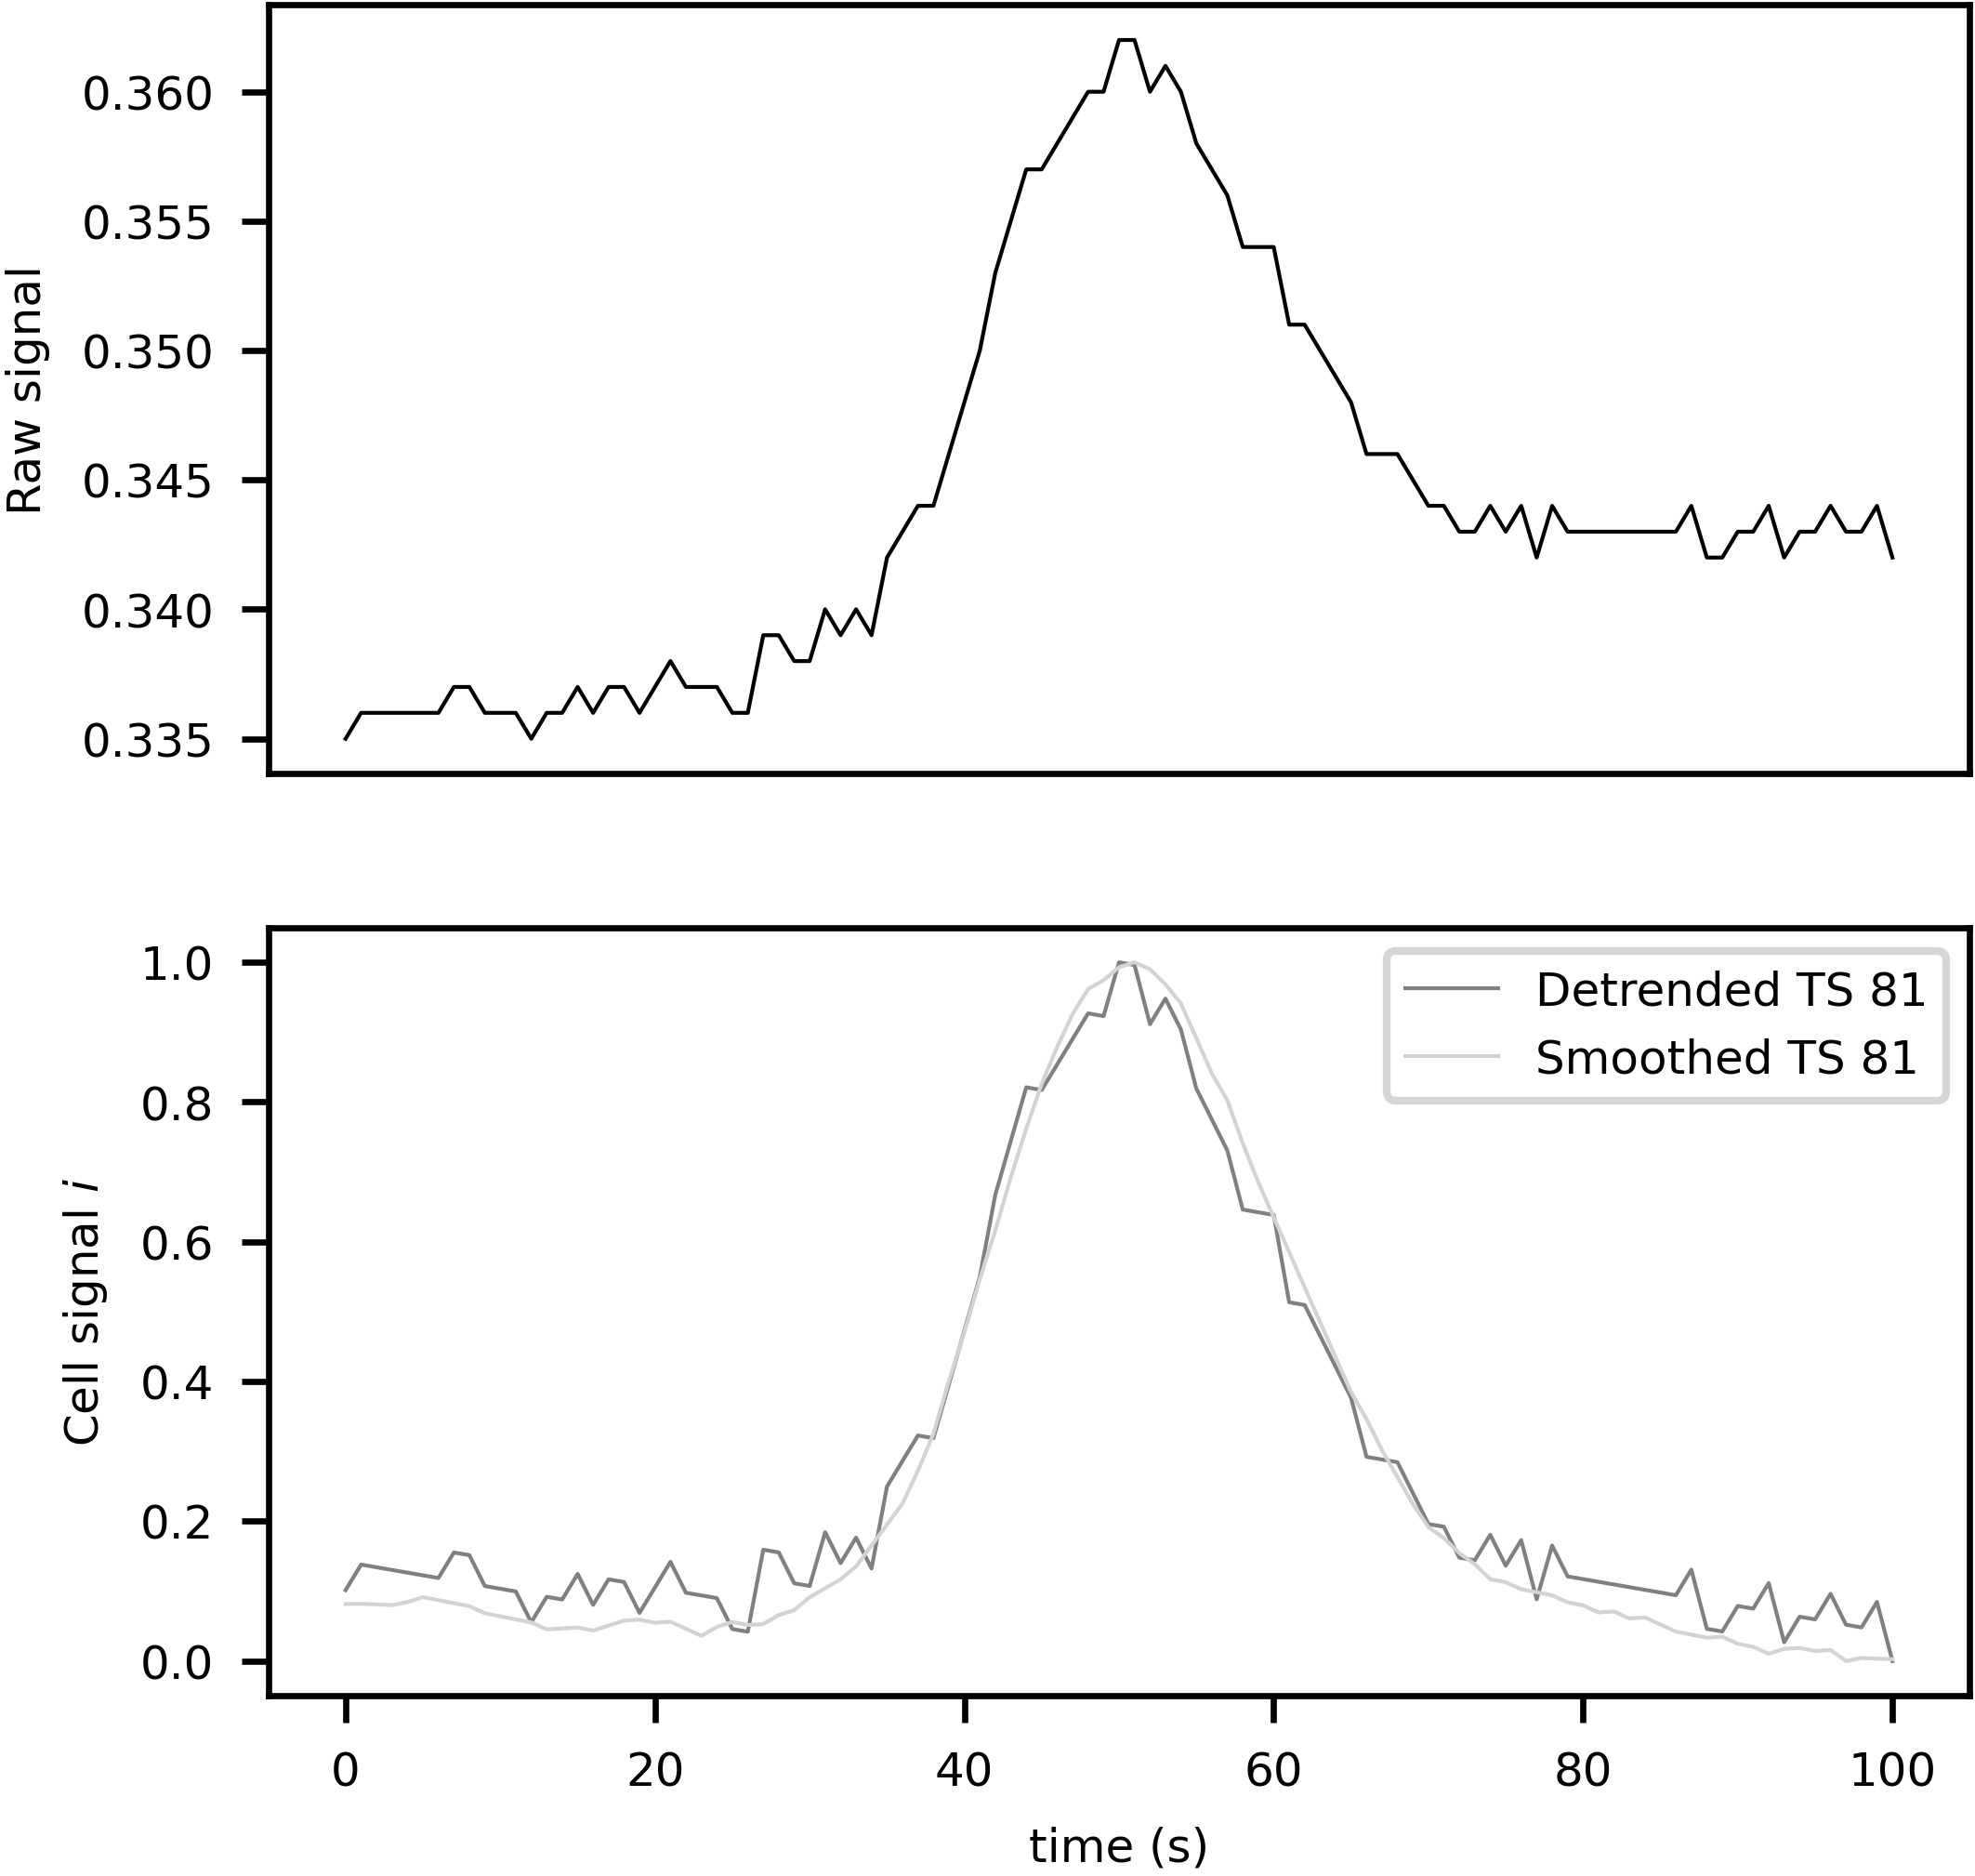 Raw signal
0.360
0.355
0.350
0.345
0.340
0.335
Cell signal i
1.0
0.8
0.6
0.4
0.2
0.0
Detrended TS 81
Smoothed TS 81
0 20 40 60 80 100
time (s)